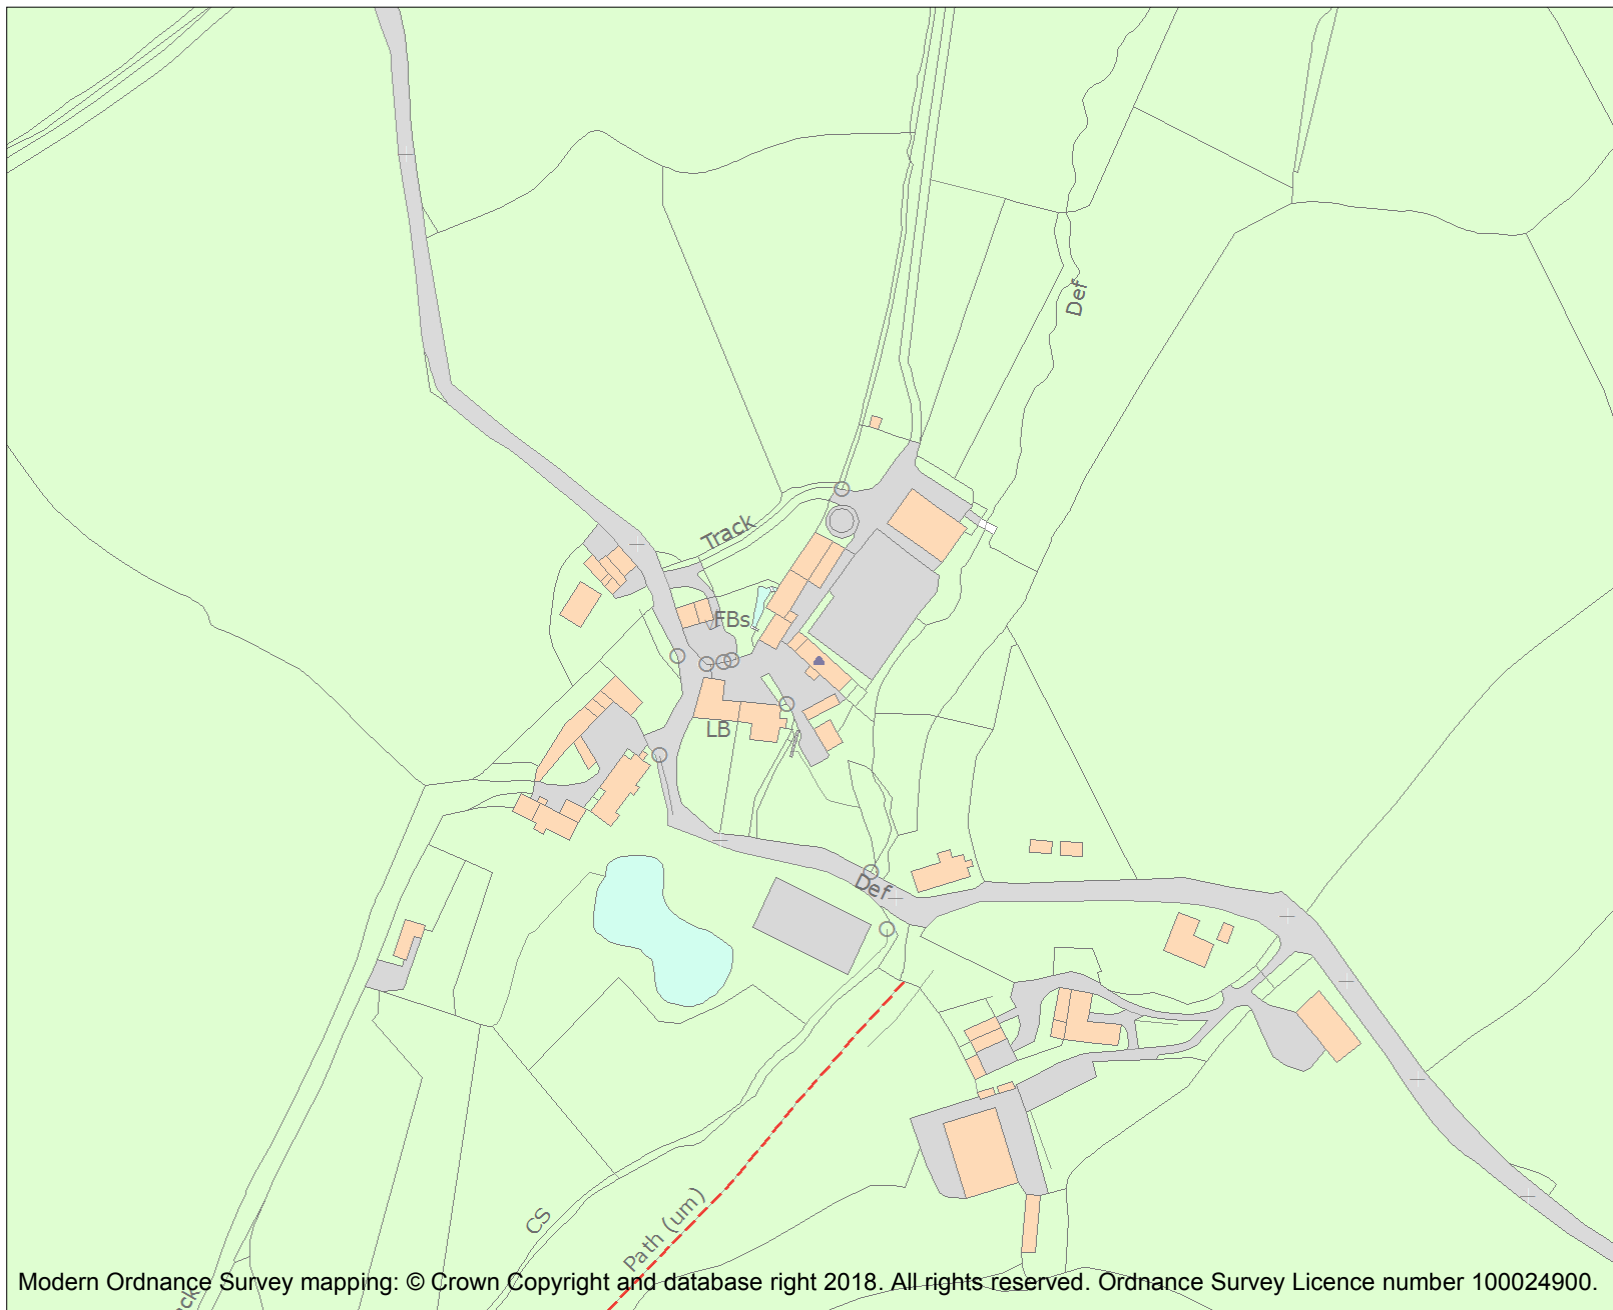 Def
Track
FBs
LB
Def
CS
Path (um)
Modern Ordnance Survey mapping: © Crown Copyright and database right 2018. All rights reserved. Ordnance Survey Licence number 100024900.